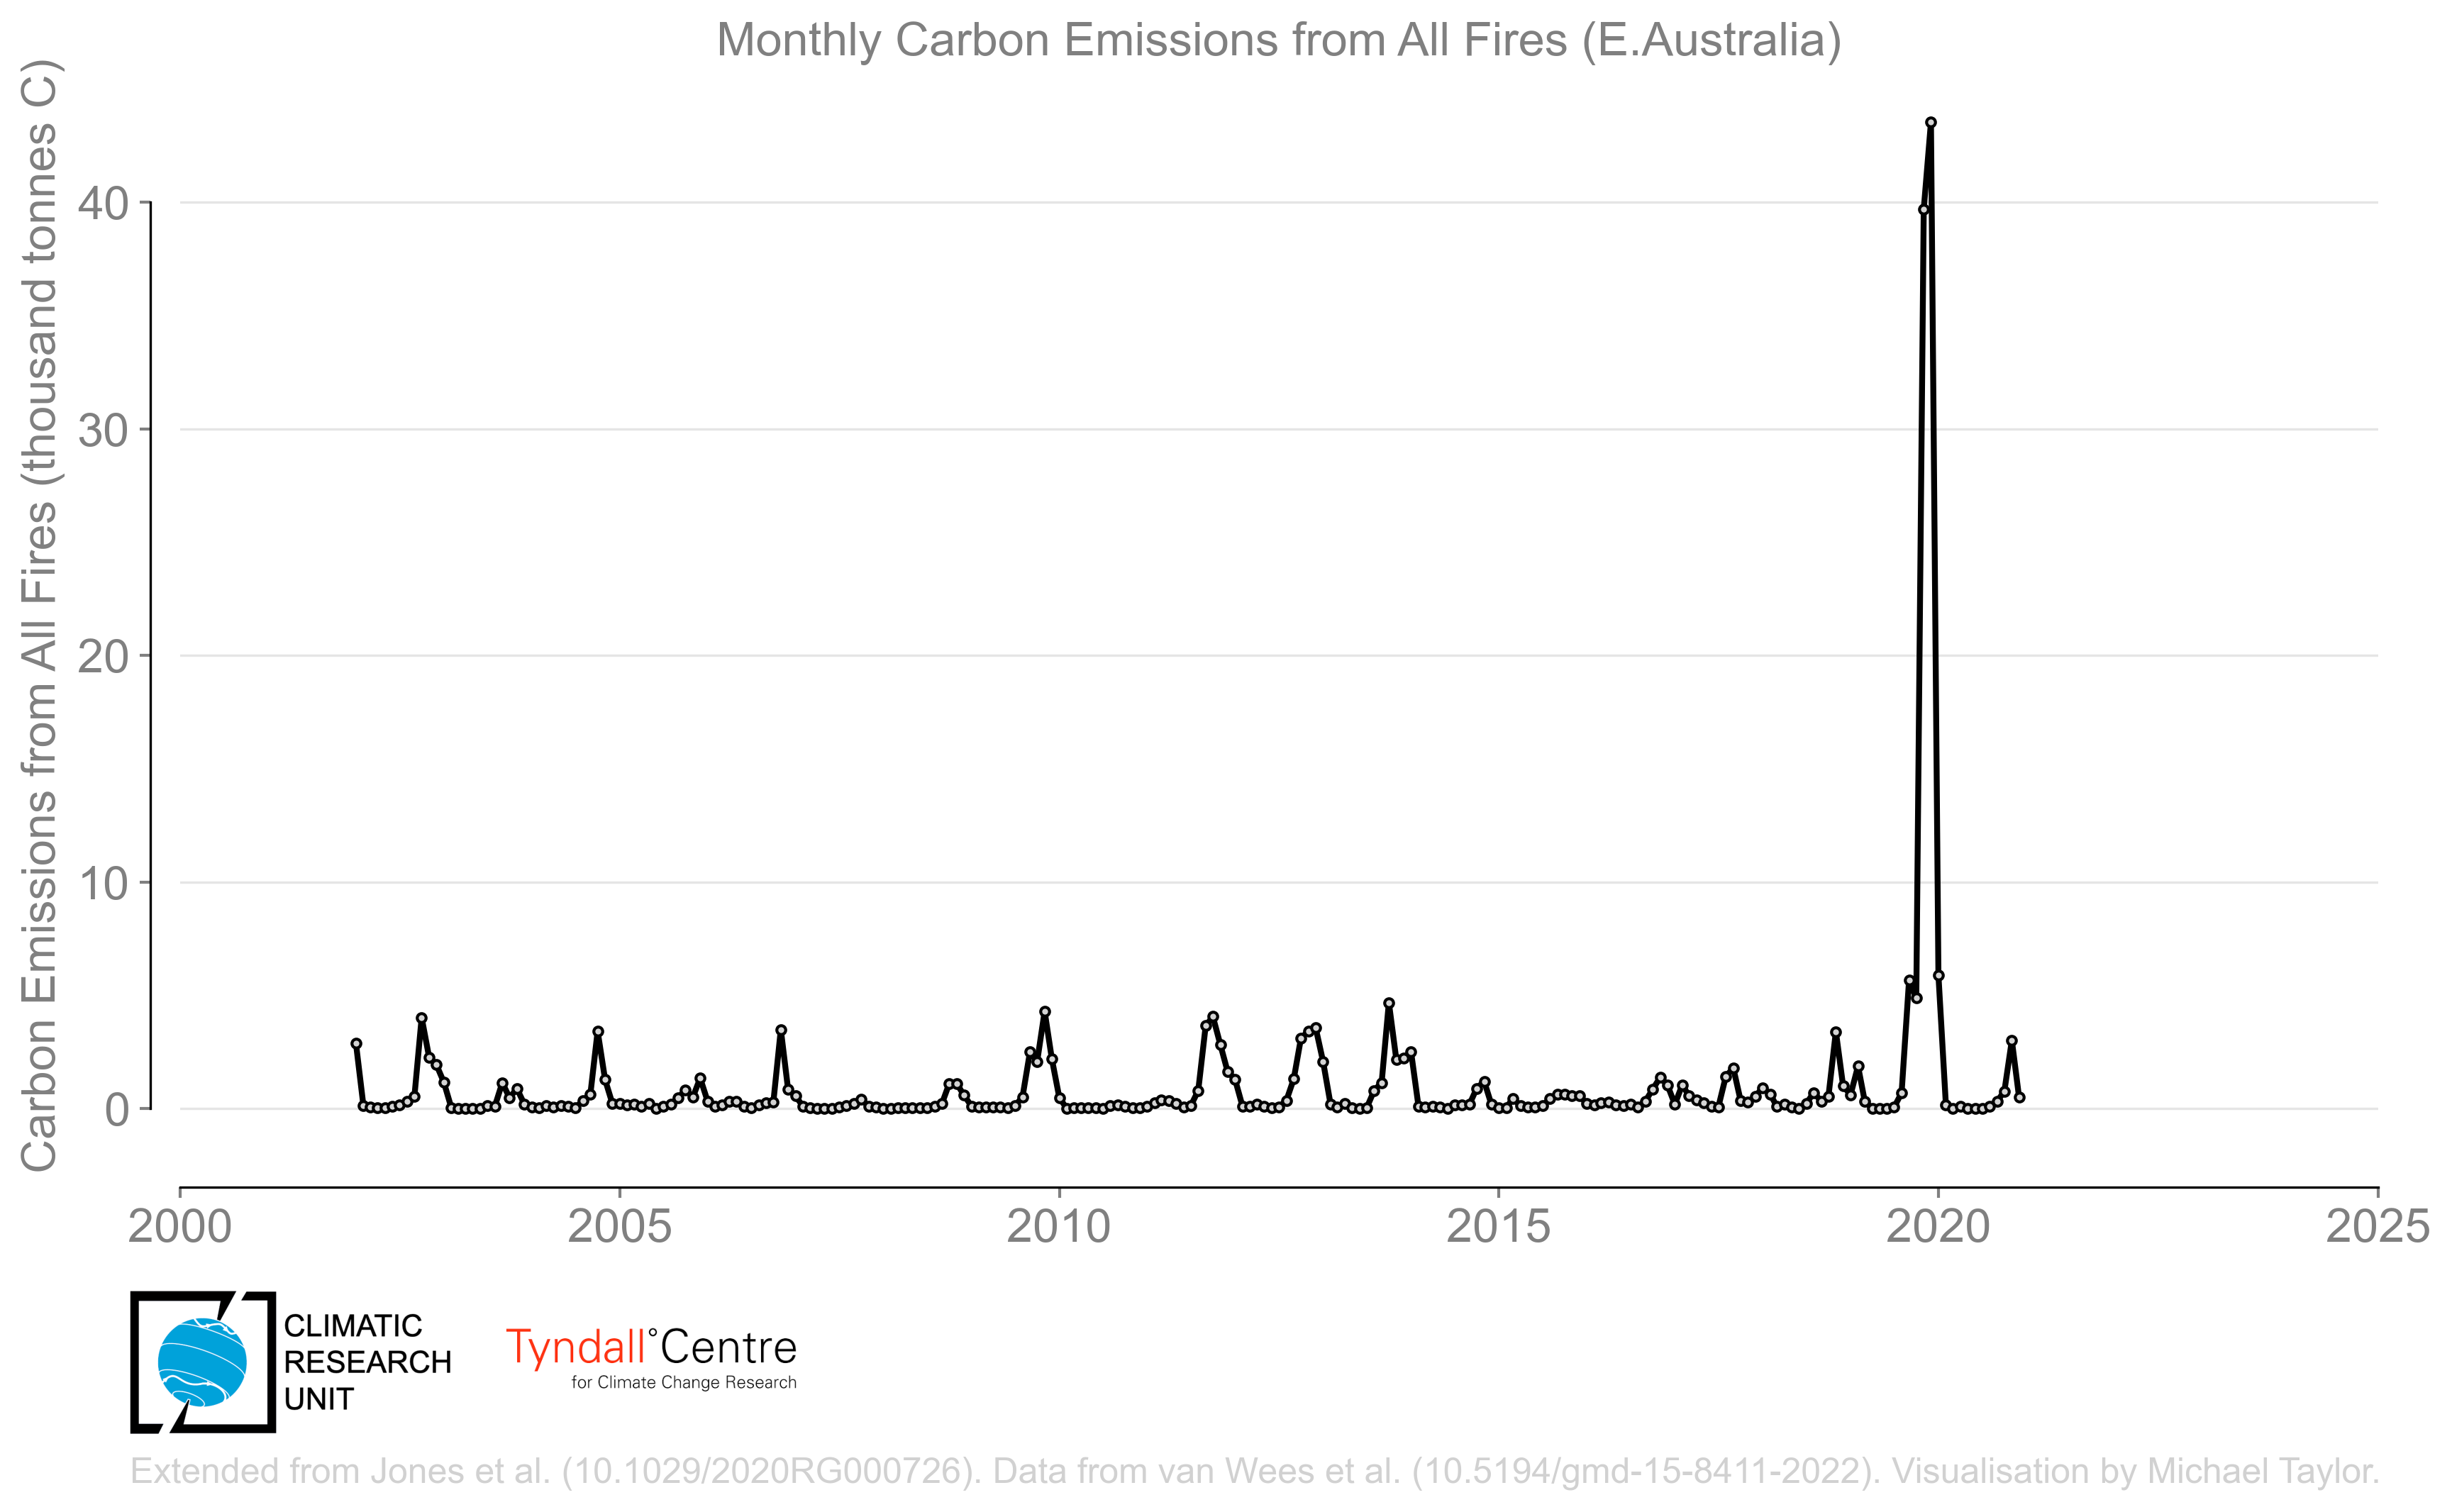 Monthly Carbon Emissions from All Fires (E.Australia)
Carbon Emissions from All Fires (thousand tonnes C)
40
30
20
10
0
2000 2005 2010 2015 2020 2025
CLIMATIC
RESEARCH
UNIT
Tyndall°Centre
for Climate Change Research
Extended from Jones et al. (10.1029/2020RG000726). Data from van Wees et al. (10.5194/gmd-15-8411-2022). Visualisation by Michael Taylor.